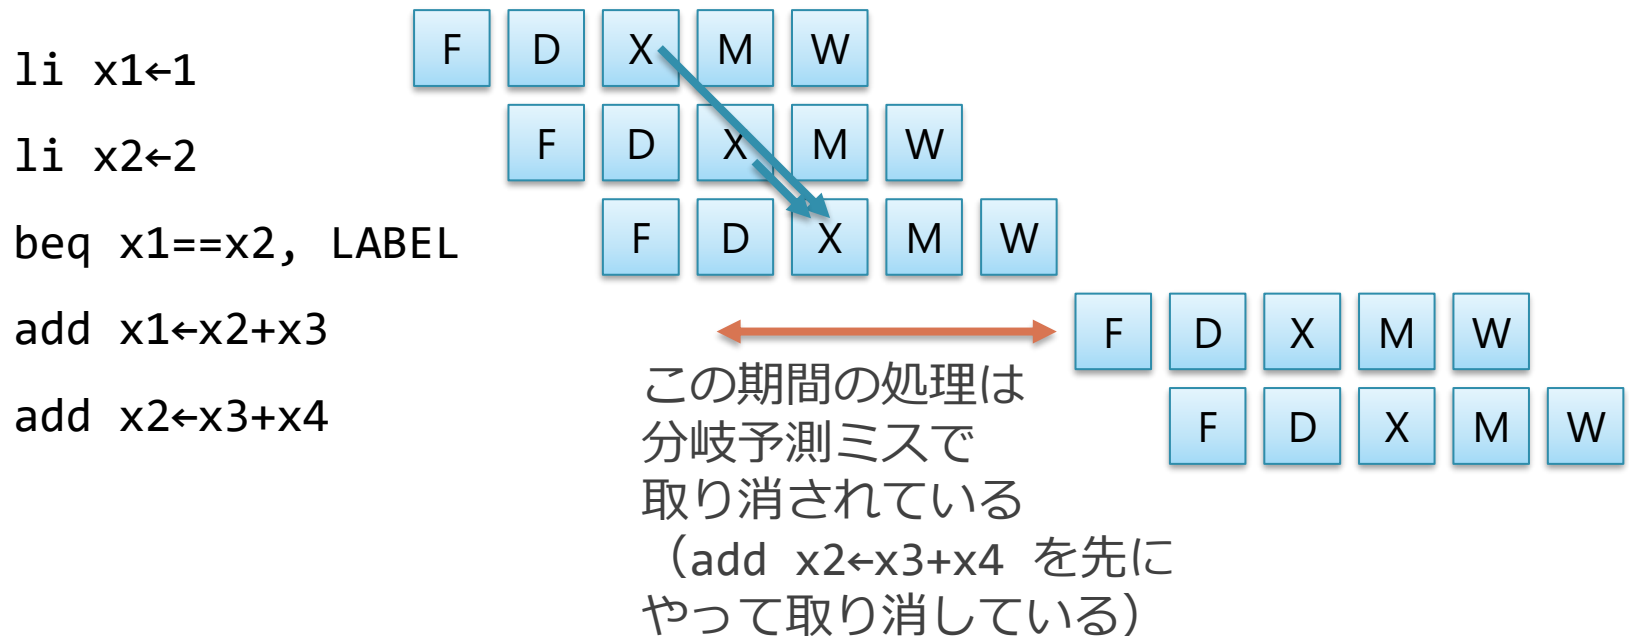 li x1←1 F D X M W
li x2←2 F D X M W
beq x1==x2, LABEL F D X M W
add x1←x2+x3 F D X M W
add x2←x3+x4 F D X M W
この期間の処理は
分岐予測ミスで
取り消されている
（add x2←x3+x4 を先に
やって取り消している）